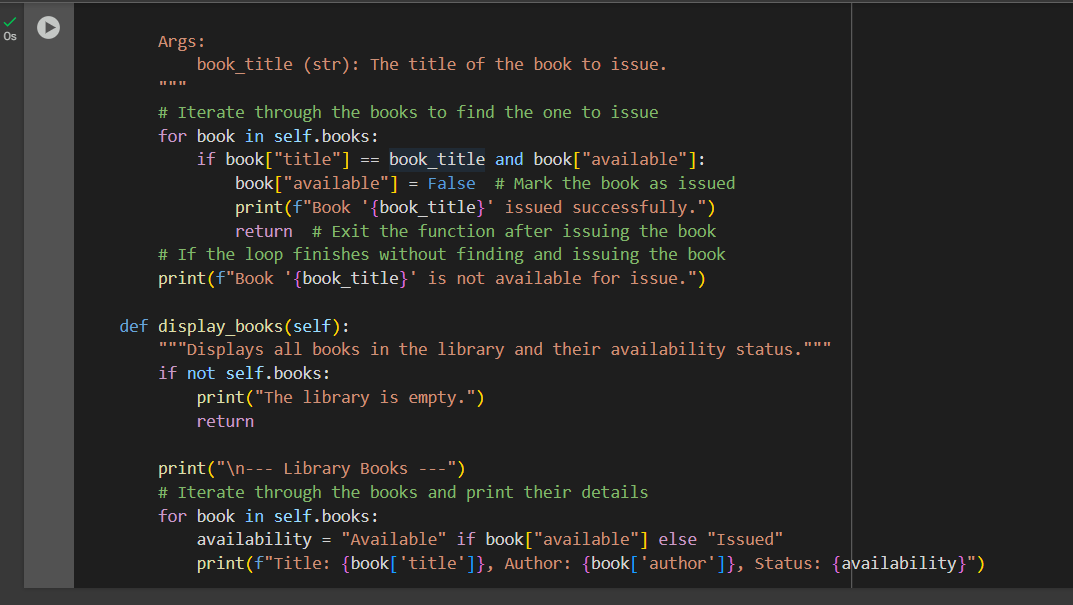 0s
Args:
book_title (str): The title of the book to issue.
"""
# Iterate through the books to find the one to issue
for book in self.books:
if book["title"] == book_title and book["available"]:
book["available"] = False  # Mark the book as issued
print(f"Book '{book_title}' issued successfully.")
return  # Exit the function after issuing the book
# If the loop finishes without finding and issuing the book
print(f"Book '{book_title}' is not available for issue.")
def display_books(self):
"""Displays all books in the library and their availability status."""
if not self.books:
print("The library is empty.")
return
print("\n--- Library Books ---")
# Iterate through the books and print their details
for book in self.books:
availability = "Available" if book["available"] else "Issued"
print(f"Title: {book['title']}, Author: {book['author']}, Status: {availability}")